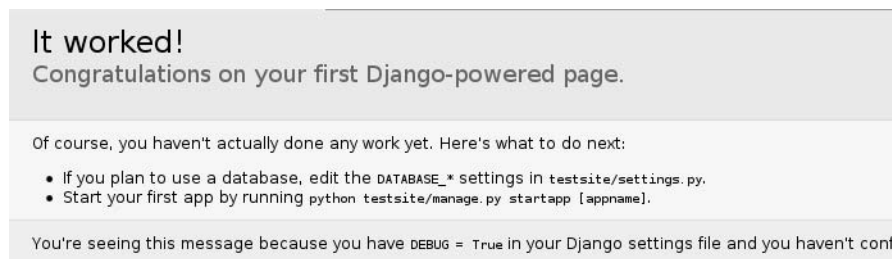 It worked!
Congratulations on your first Django-powered page.
Of course, you haven't actually done any work yet. Here's what to do next:
• If you plan to use a database, edit the DATABASE_* settings in testsite/settings.py.
• Start your first app by running python testsite/manage.py startapp [appname].
You're seeing this message because you have DEBUG = True in your Django settings file and you haven't